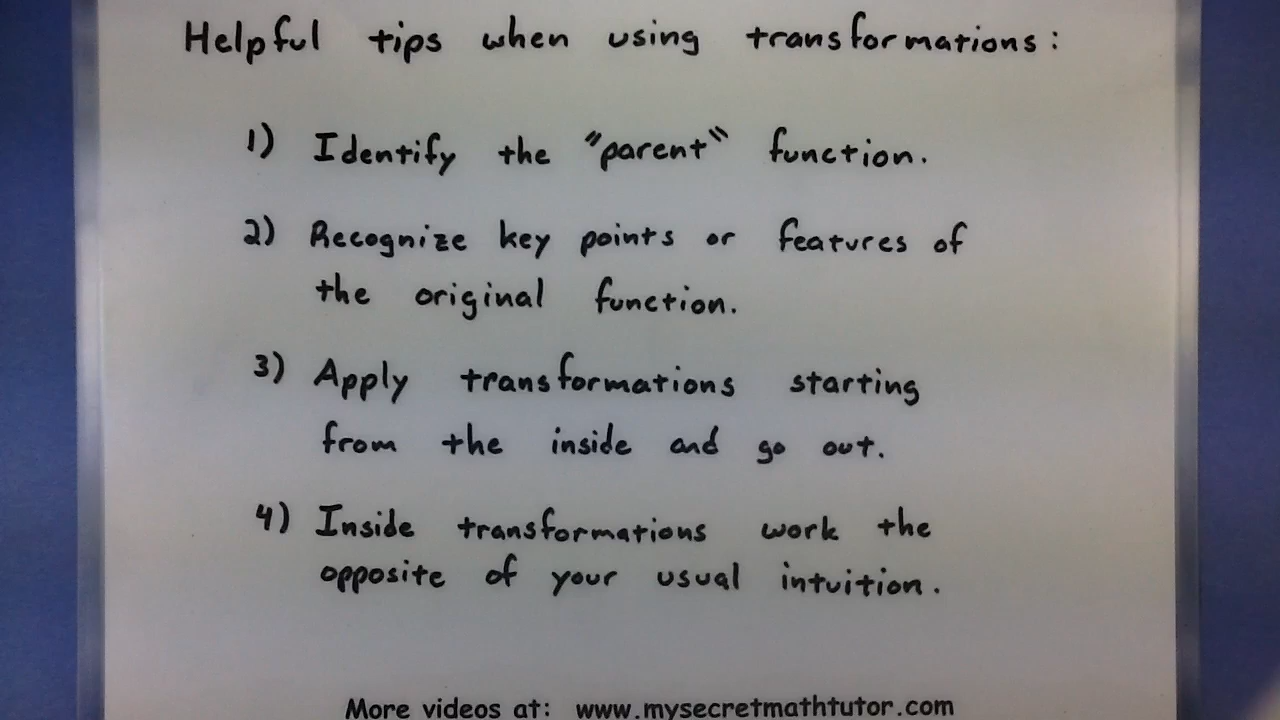 Helpful tips when using transformations:
1) Identify the "parent" function.
2) Recognize key points or features of
the original function.
3) Apply transformations starting
from the inside and go out.
4) Inside transformations work the
opposite of your usual intuition.
More videos at: www.mysecretmathtutor.com